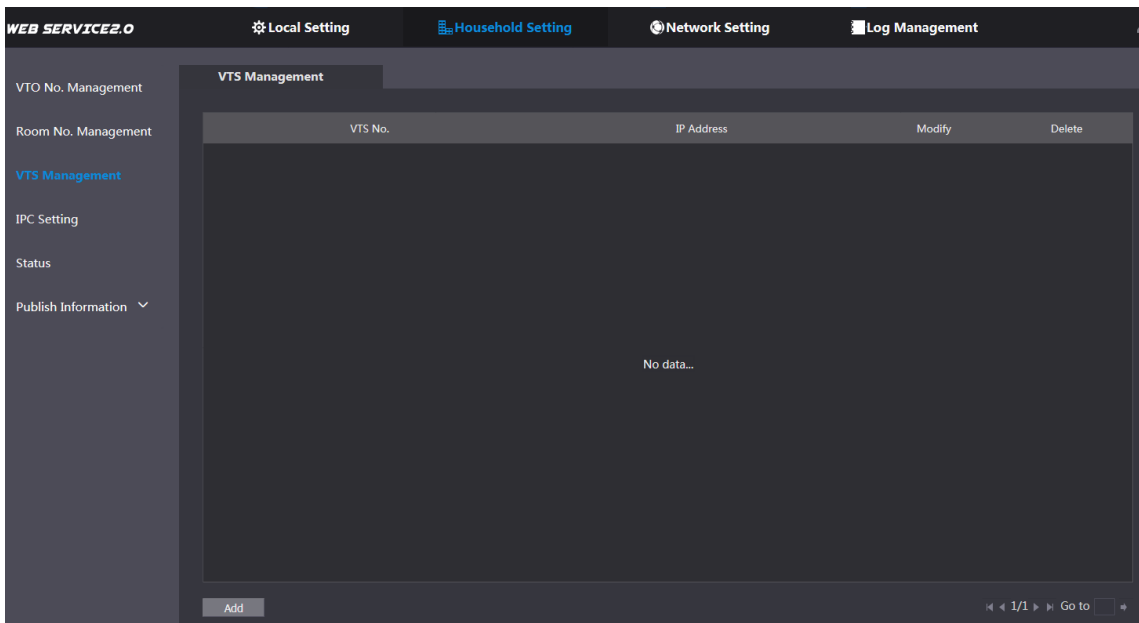 WEB SERVICE2.0
Local Setting
Household Setting
Network Setting
Log Management
VTO No. Management
Room No. Management
VTS Management
IPC Setting
Status
Publish Information
VTS Management
VTS No. IP Address Modify Delete
No data...
Add
1/1 Go to